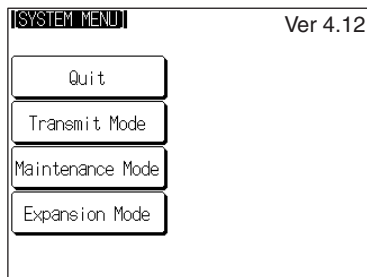 [SYSTEM MENU]
Ver 4.12
Quit
Transmit Mode
Maintenance Mode
Expansion Mode